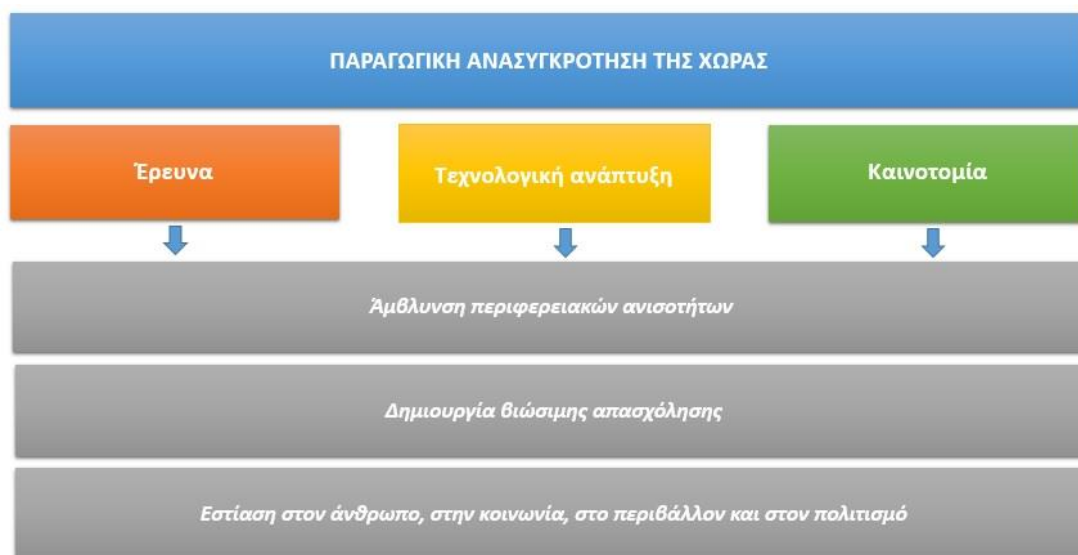 ΠΑΡΑΓΩΓΙΚΗ ΑΝΑΣΥΓΚΡΟΤΗΣΗ ΤΗΣ ΧΩΡΑΣ
Έρευνα
Τεχνολογική ανάπτυξη
Καινοτομία
Άμβλυνση περιφερειακών ανισοτήτων
Δημιουργία βιώσιμης απασχόλησης
Εστίαση στον άνθρωπο, στην κοινωνία, στο περιβάλλον και στον πολιτισμό